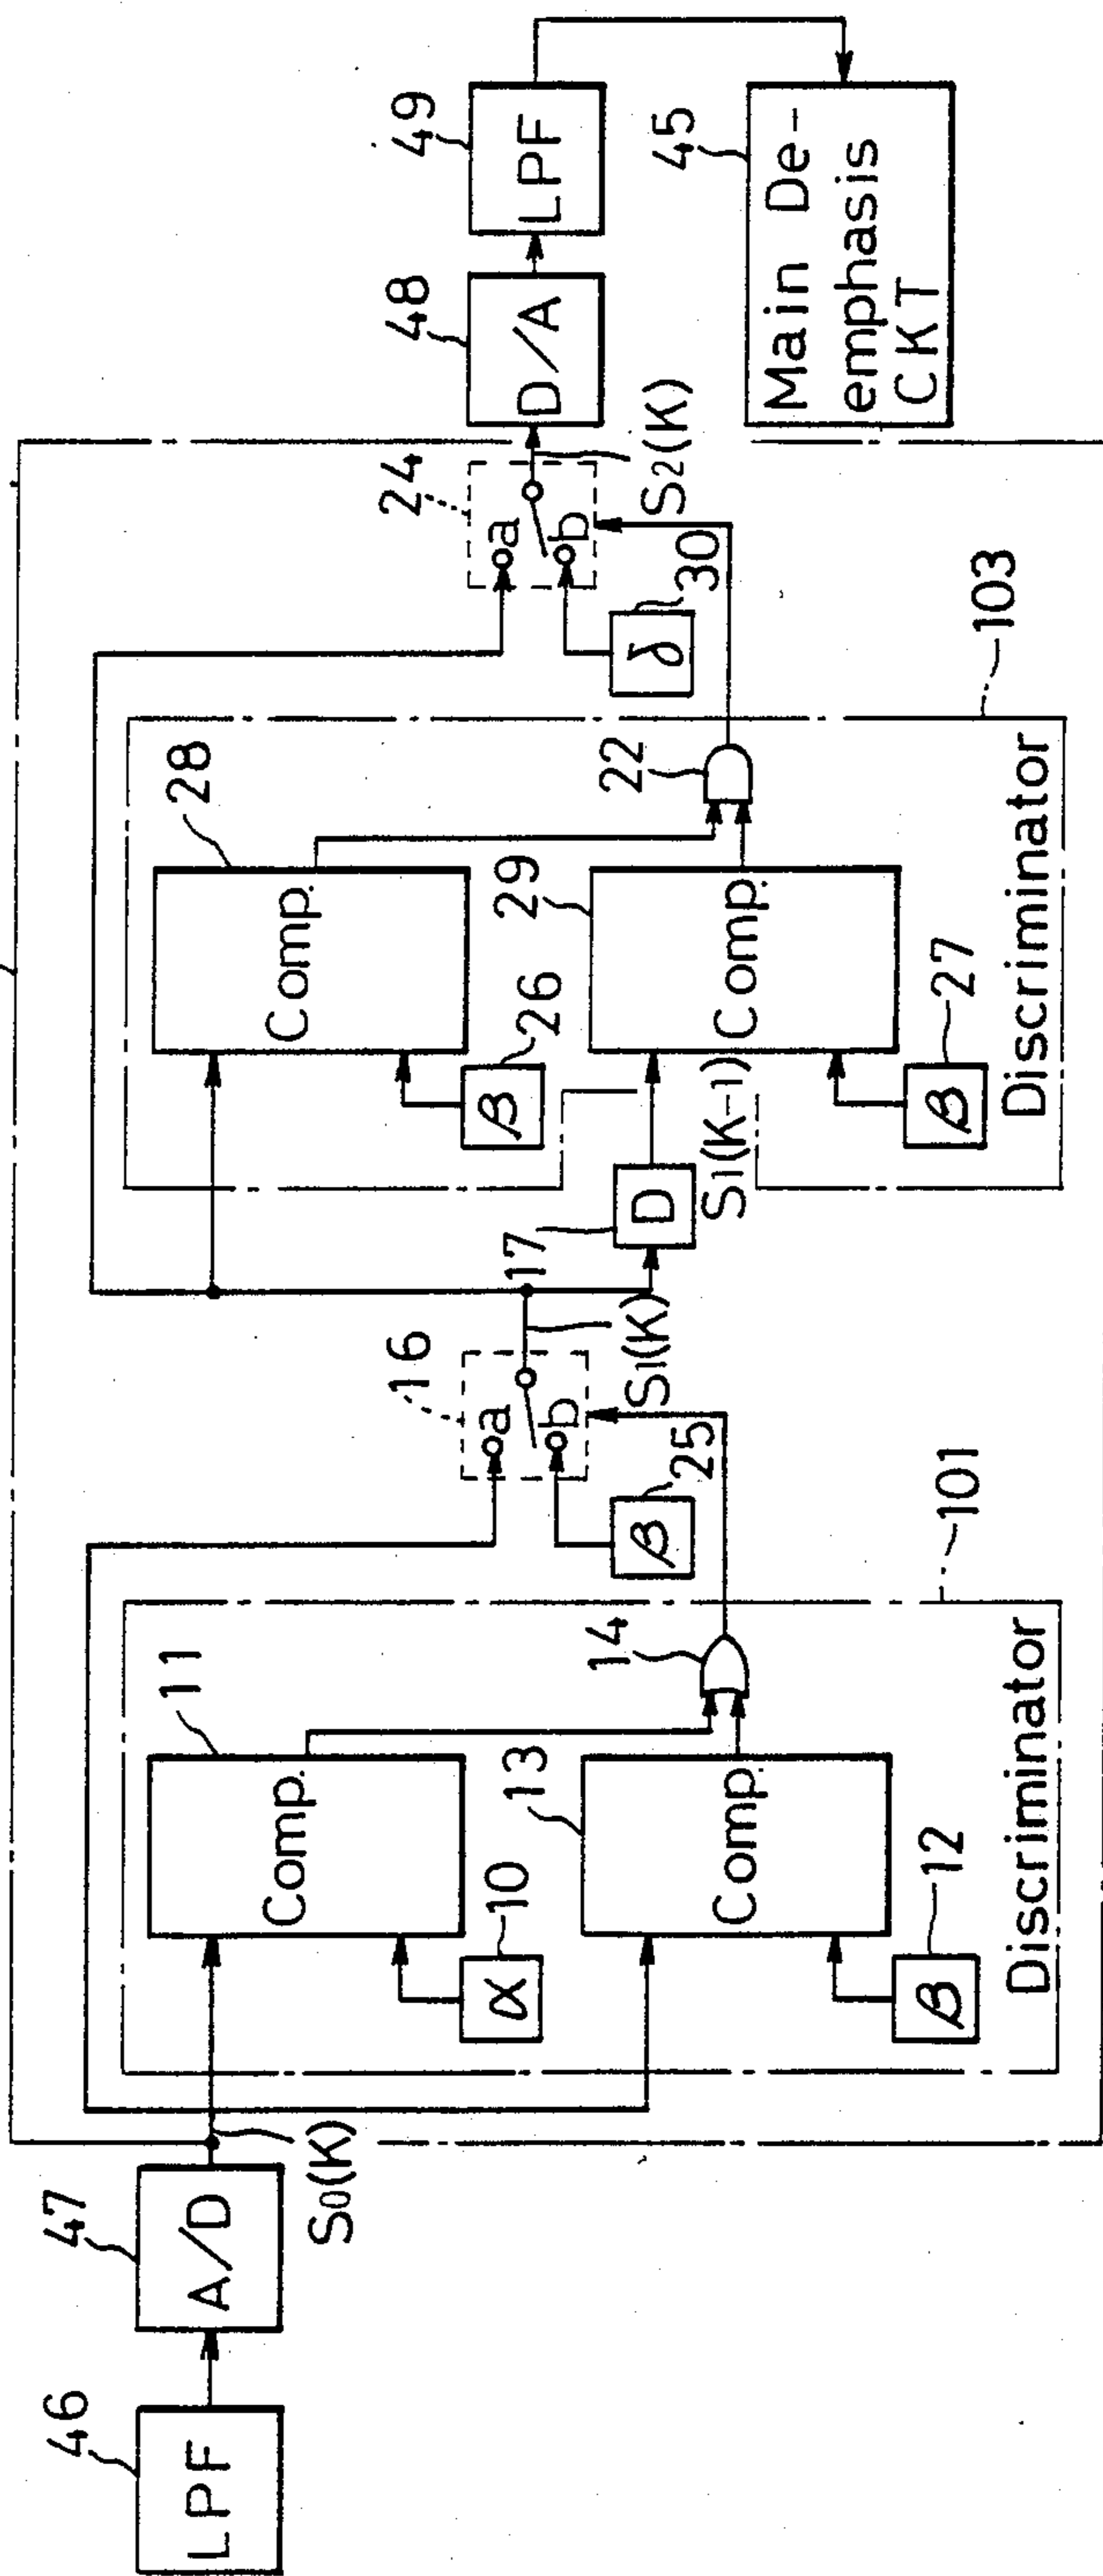 46
LPF
47
A/D
S0(K)
11
Comp.
10
α
13
Comp.
12
β
14
Discriminator
101
16
a
b
25
β
S1(K)
17
D
S1(K-1)
28
Comp.
26
β
29
Comp.
27
β
22
Discriminator
103
24
a
b
30
γ
S2(K)
48
D/A
49
LPF
45
Main De-
emphasis
CKT